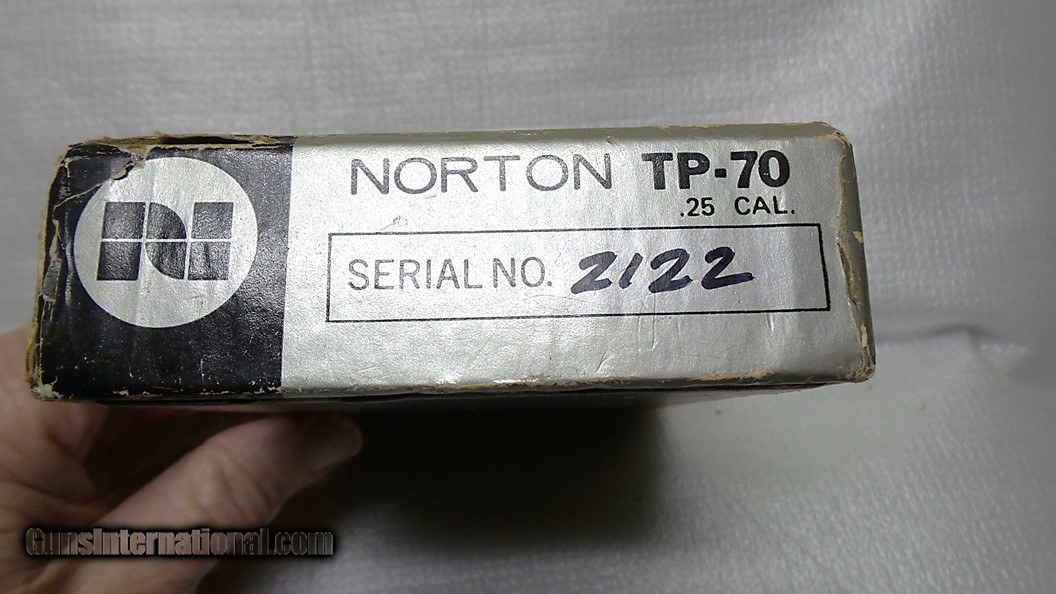 NORTON TP-70
.25 CAL.
SERIAL NO. 2122
GunsInternational.com